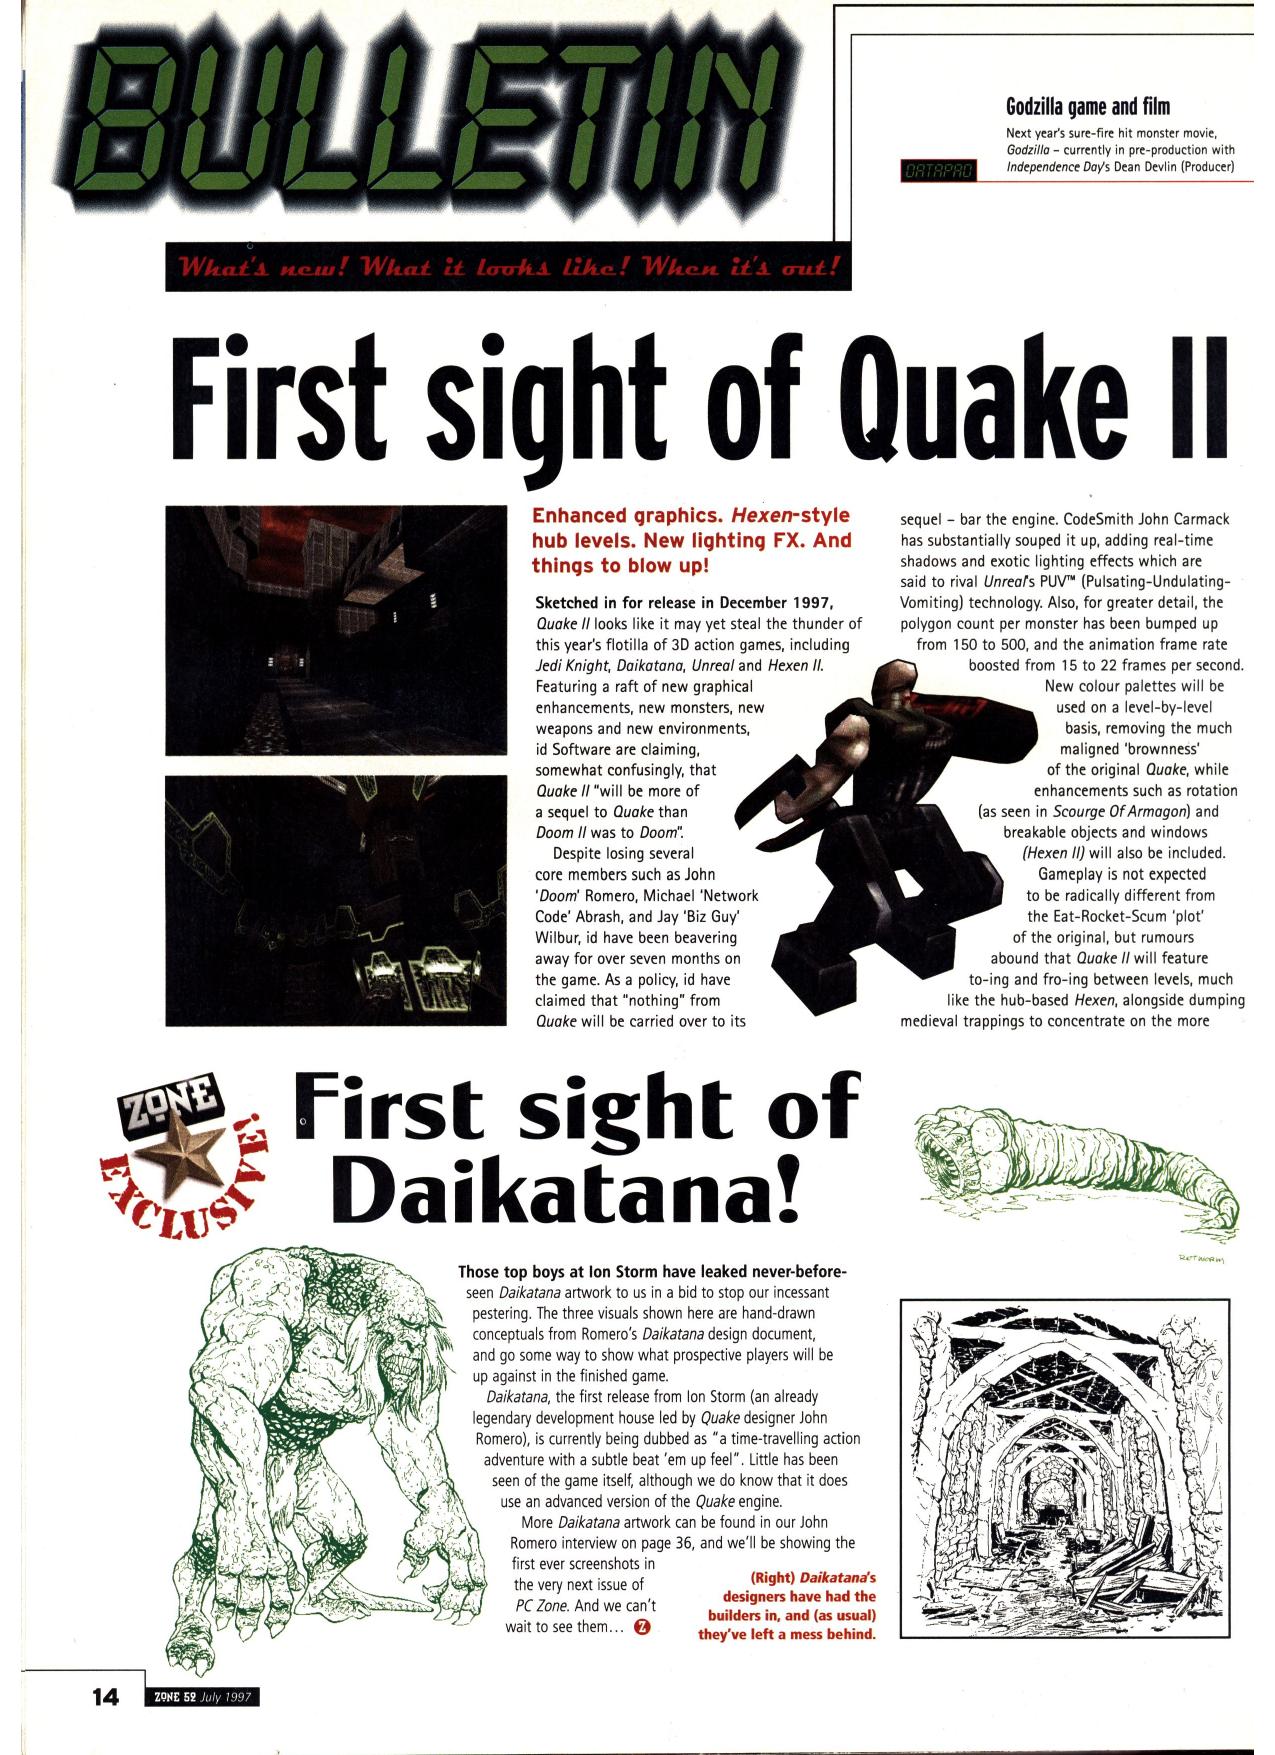 BULLETIN
What's new! What it looks like! When it's out!
DATAPAD
Godzilla game and film
Next year's sure-fire hit monster movie,
Godzilla – currently in pre-production with
Independence Day's Dean Devlin (Producer)
First sight of Quake II
Enhanced graphics. Hexen-style
hub levels. New lighting FX. And
things to blow up!
Sketched in for release in December 1997,
Quake II looks like it may yet steal the thunder of
this year's flotilla of 3D action games, including
Jedi Knight, Daikatana, Unreal and Hexen II.
Featuring a raft of new graphical
enhancements, new monsters, new
weapons and new environments,
id Software are claiming,
somewhat confusingly, that
Quake II "will be more of
a sequel to Quake than
Doom II was to Doom".
Despite losing several
core members such as John
'Doom' Romero, Michael 'Network
Code' Abrash, and Jay 'Biz Guy'
Wilbur, id have been beavering
away for over seven months on
the game. As a policy, id have
claimed that "nothing" from
Quake will be carried over to its
sequel – bar the engine. CodeSmith John Carmack
has substantially souped it up, adding real-time
shadows and exotic lighting effects which are
said to rival Unreal's PUV™ (Pulsating-Undulating-
Vomiting) technology. Also, for greater detail, the
polygon count per monster has been bumped up
from 150 to 500, and the animation frame rate
boosted from 15 to 22 frames per second.
New colour palettes will be
used on a level-by-level
basis, removing the much
maligned 'brownness'
of the original Quake, while
enhancements such as rotation
(as seen in Scourge Of Armagon) and
breakable objects and windows
(Hexen II) will also be included.
Gameplay is not expected
to be radically different from
the Eat-Rocket-Scum 'plot'
of the original, but rumours
abound that Quake II will feature
to-ing and fro-ing between levels, much
like the hub-based Hexen, alongside dumping
medieval trappings to concentrate on the more
ZONE
EXCLUSIVE!
First sight of
Daikatana!
Those top boys at Ion Storm have leaked never-before-
seen Daikatana artwork to us in a bid to stop our incessant
pestering. The three visuals shown here are hand-drawn
conceptuals from Romero's Daikatana design document,
and go some way to show what prospective players will be
up against in the finished game.
Daikatana, the first release from Ion Storm (an already
legendary development house led by Quake designer John
Romero), is currently being dubbed as "a time-travelling action
adventure with a subtle beat 'em up feel". Little has been
seen of the game itself, although we do know that it does
use an advanced version of the Quake engine.
More Daikatana artwork can be found in our John
Romero interview on page 36, and we'll be showing the
first ever screenshots in
the very next issue of
PC Zone. And we can't
wait to see them... Z
(Right) Daikatana's
designers have had the
builders in, and (as usual)
they've left a mess behind.
ROTWORM
14
ZONE 52 July 1997